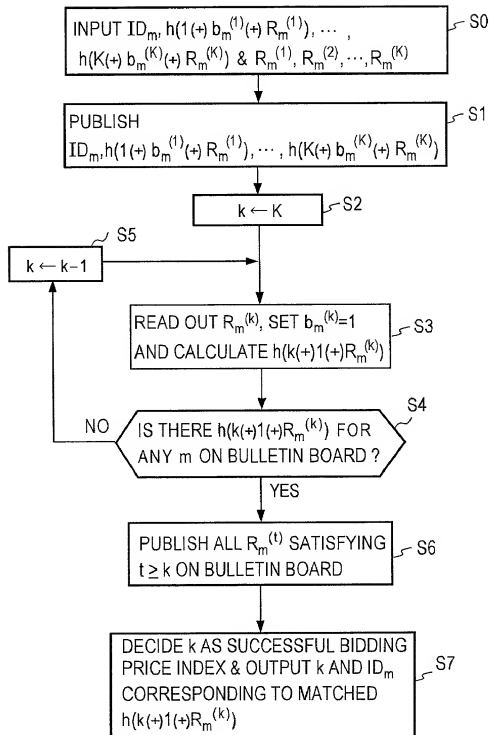 INPUT IDₘ, h(1(+) bₘ⁽¹⁾(+) Rₘ⁽¹⁾), ⋯,
h(K(+) bₘ⁽ᴷ⁾(+) Rₘ⁽ᴷ⁾) & Rₘ⁽¹⁾, Rₘ⁽²⁾, ⋯, Rₘ⁽ᴷ⁾
S0
PUBLISH
IDₘ, h(1(+) bₘ⁽¹⁾(+) Rₘ⁽¹⁾), ⋯, h(K(+) bₘ⁽ᴷ⁾(+) Rₘ⁽ᴷ⁾)
S1
k ← K
S2
S5
k ← k-1
READ OUT Rₘ⁽ᵏ⁾, SET bₘ⁽ᵏ⁾=1
AND CALCULATE h(k(+)1(+)Rₘ⁽ᵏ⁾)
S3
IS THERE h(k(+)1(+)Rₘ⁽ᵏ⁾) FOR
ANY m ON BULLETIN BOARD ?
S4
NO
YES
PUBLISH ALL Rₘ⁽ᵗ⁾ SATISFYING
t ≥ k ON BULLETIN BOARD
S6
DECIDE k AS SUCCESSFUL BIDDING
PRICE INDEX & OUTPUT k AND IDₘ
CORRESPONDING TO MATCHED
h(k(+)1(+)Rₘ⁽ᵏ⁾)
S7